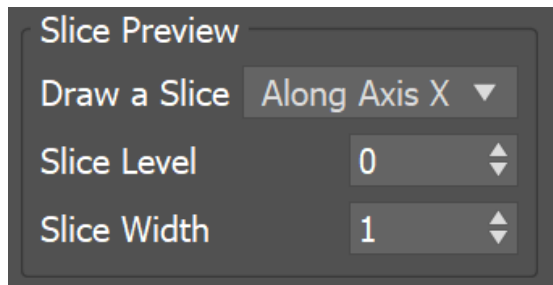 Slice Preview
Draw a Slice Along Axis X
Slice Level 0
Slice Width 1